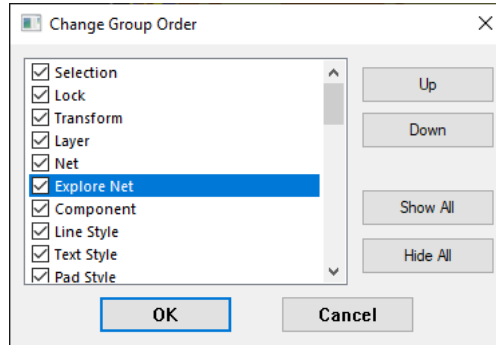 Change Group Order
Selection
Lock
Transform
Layer
Net
Explore Net
Component
Line Style
Text Style
Pad Style
Up
Down
Show All
Hide All
OK
Cancel